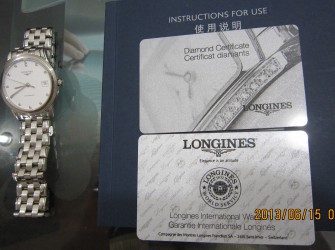 INSTRUCTIONS FOR USE
使用说明
Diamond Certificate
Certificat diamants
LONGINES
LONGINES
Elegance is an attitude
LONGINES
Longines International
Garantie internationale Longines
2013/06/15